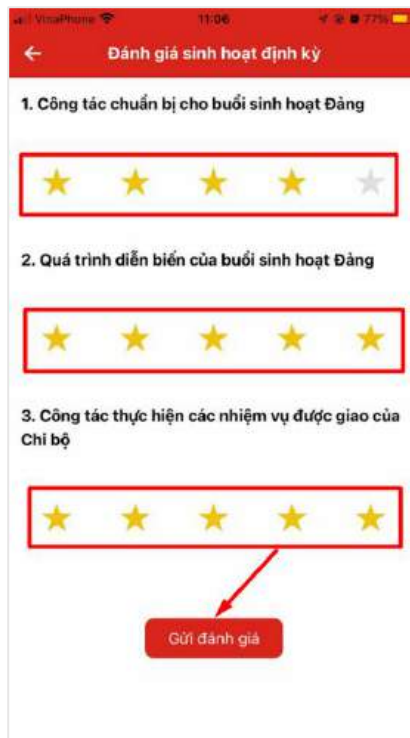 VinaPhone 11:06 77%
Đánh giá sinh hoạt định kỳ
1. Công tác chuẩn bị cho buổi sinh hoạt Đảng
2. Quá trình diễn biến của buổi sinh hoạt Đảng
3. Công tác thực hiện các nhiệm vụ được giao của
Chi bộ
Gửi đánh giá